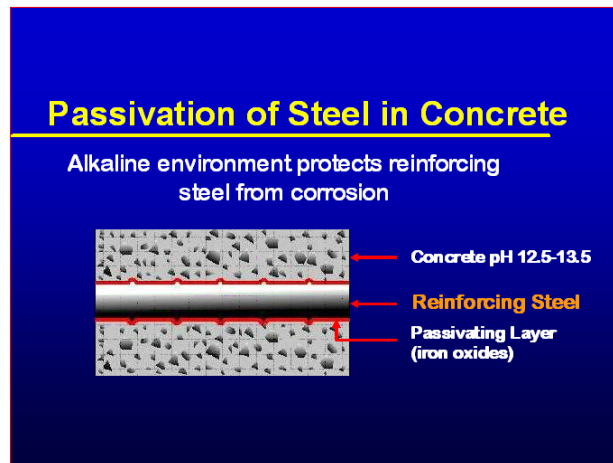 Passivation of Steel in Concrete
Alkaline environment protects reinforcing
steel from corrosion
Concrete pH 12.5-13.5
Reinforcing Steel
Passivating Layer
(iron oxides)